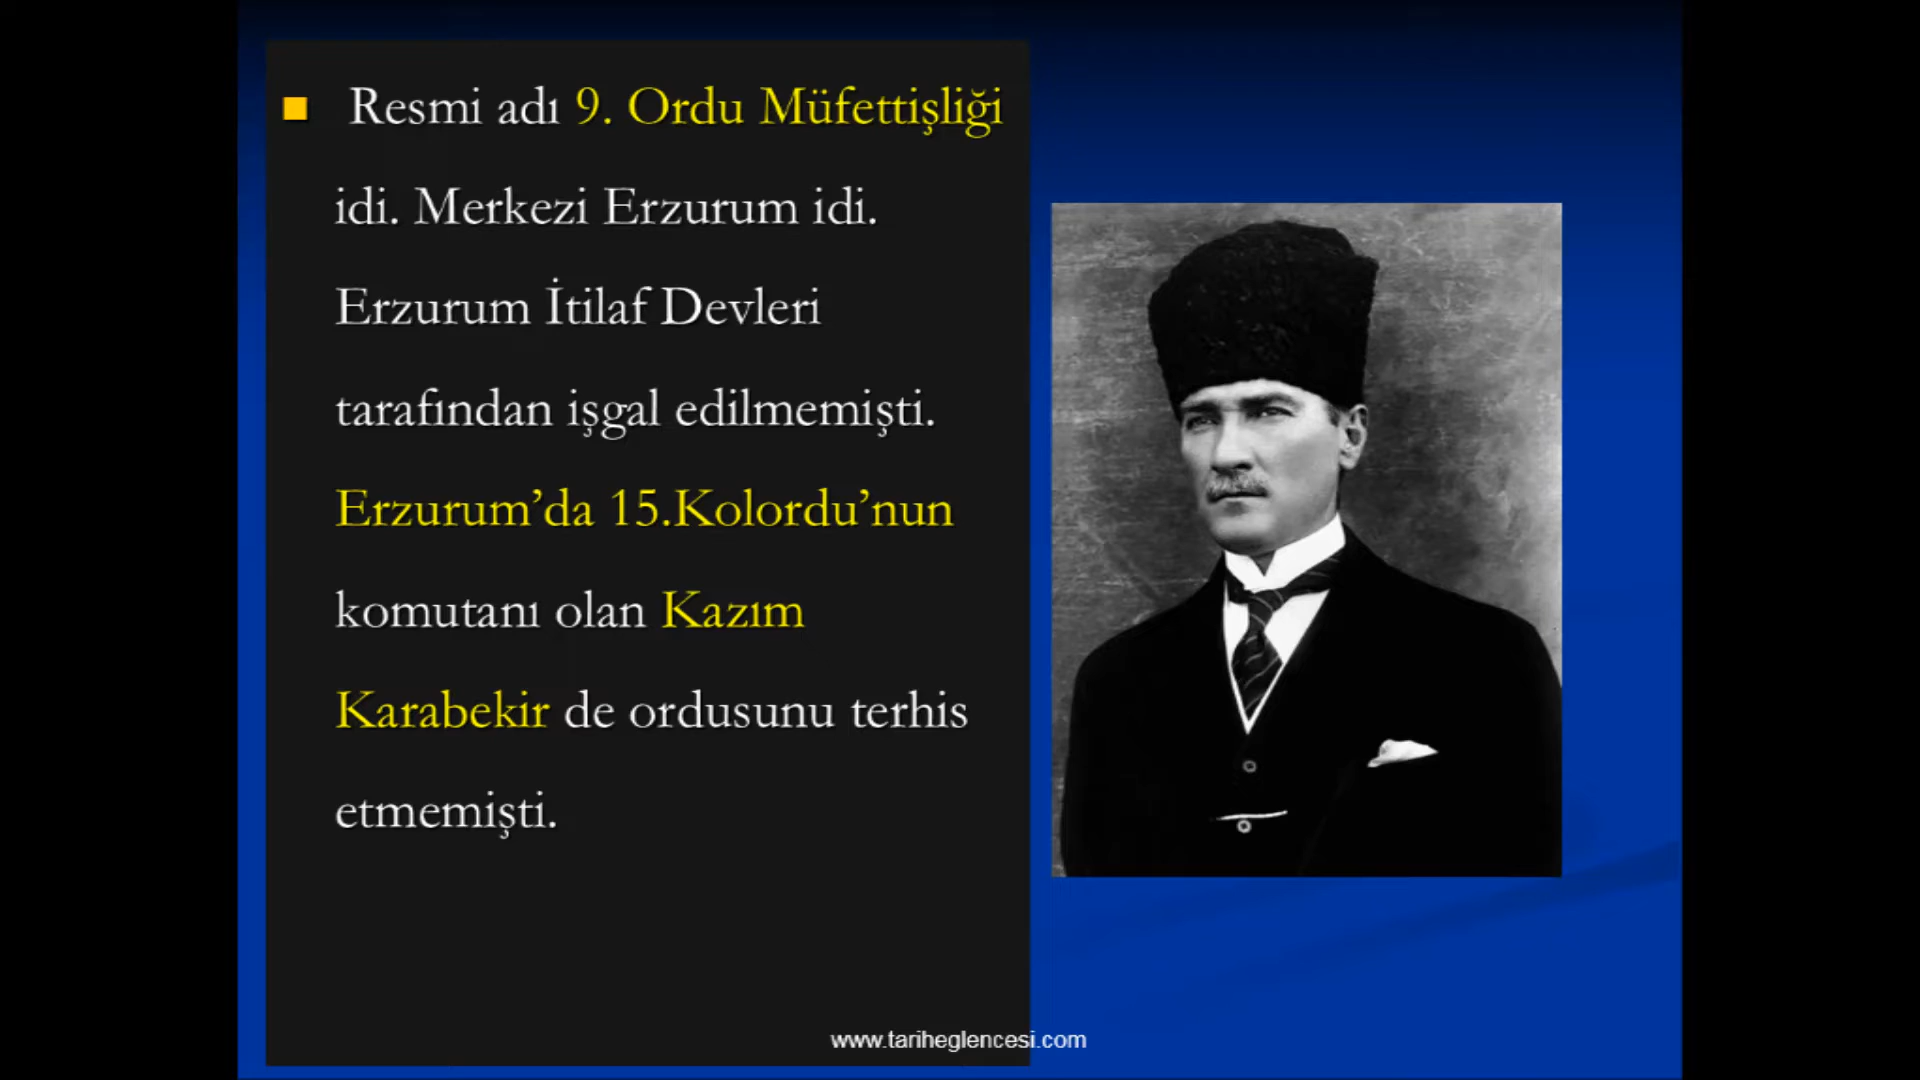 Resmi adı 9. Ordu Müfettişliği
idi. Merkezi Erzurum idi.
Erzurum İtilaf Devleri
tarafından işgal edilmemişti.
Erzurum’da 15.Kolordu’nun
komutanı olan Kazım
Karabekir de ordusunu terhis
etmemişti.
www.tariheglencesi.com